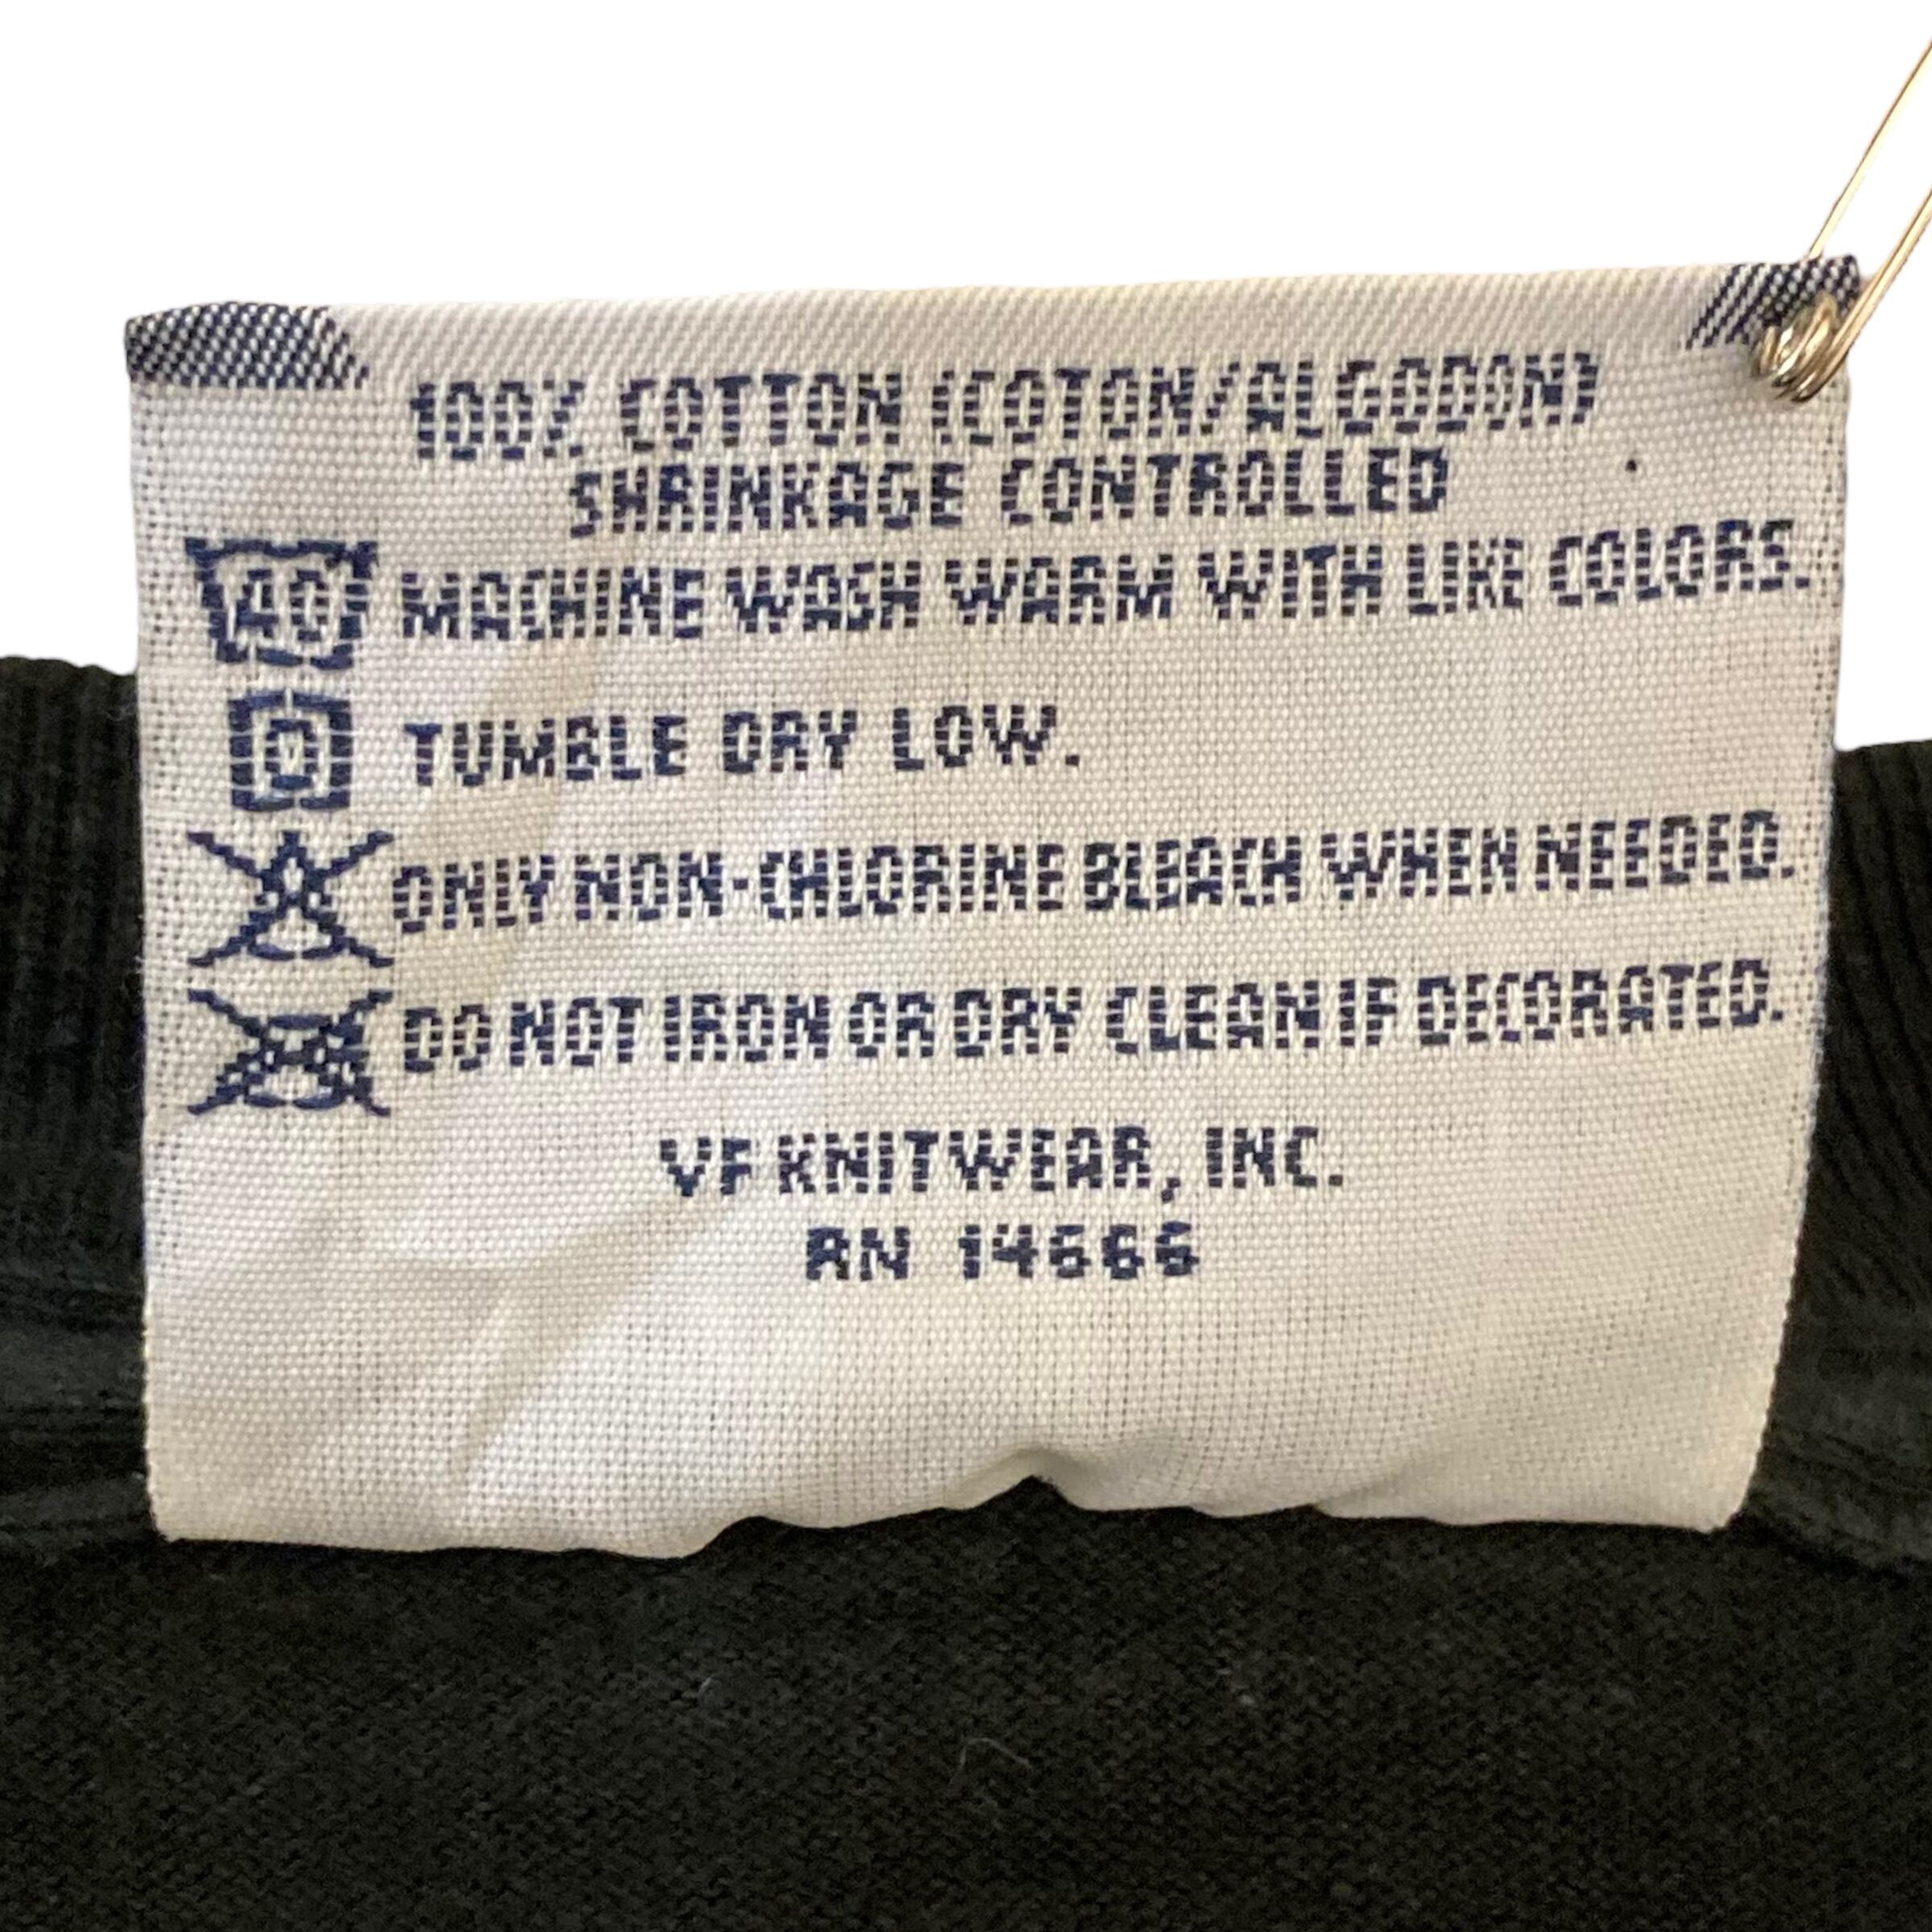 100% COTTON (COTON/ALGODON)
SHRINKAGE CONTROLLED
40 MACHINE WASH WARM WITH LIKE COLORS.
TUMBLE DRY LOW.
ONLY NON-CHLORINE BLEACH WHEN NEEDED.
DO NOT IRON OR DRY CLEAN IF DECORATED.
VF KNITWEAR, INC.
RN 14666